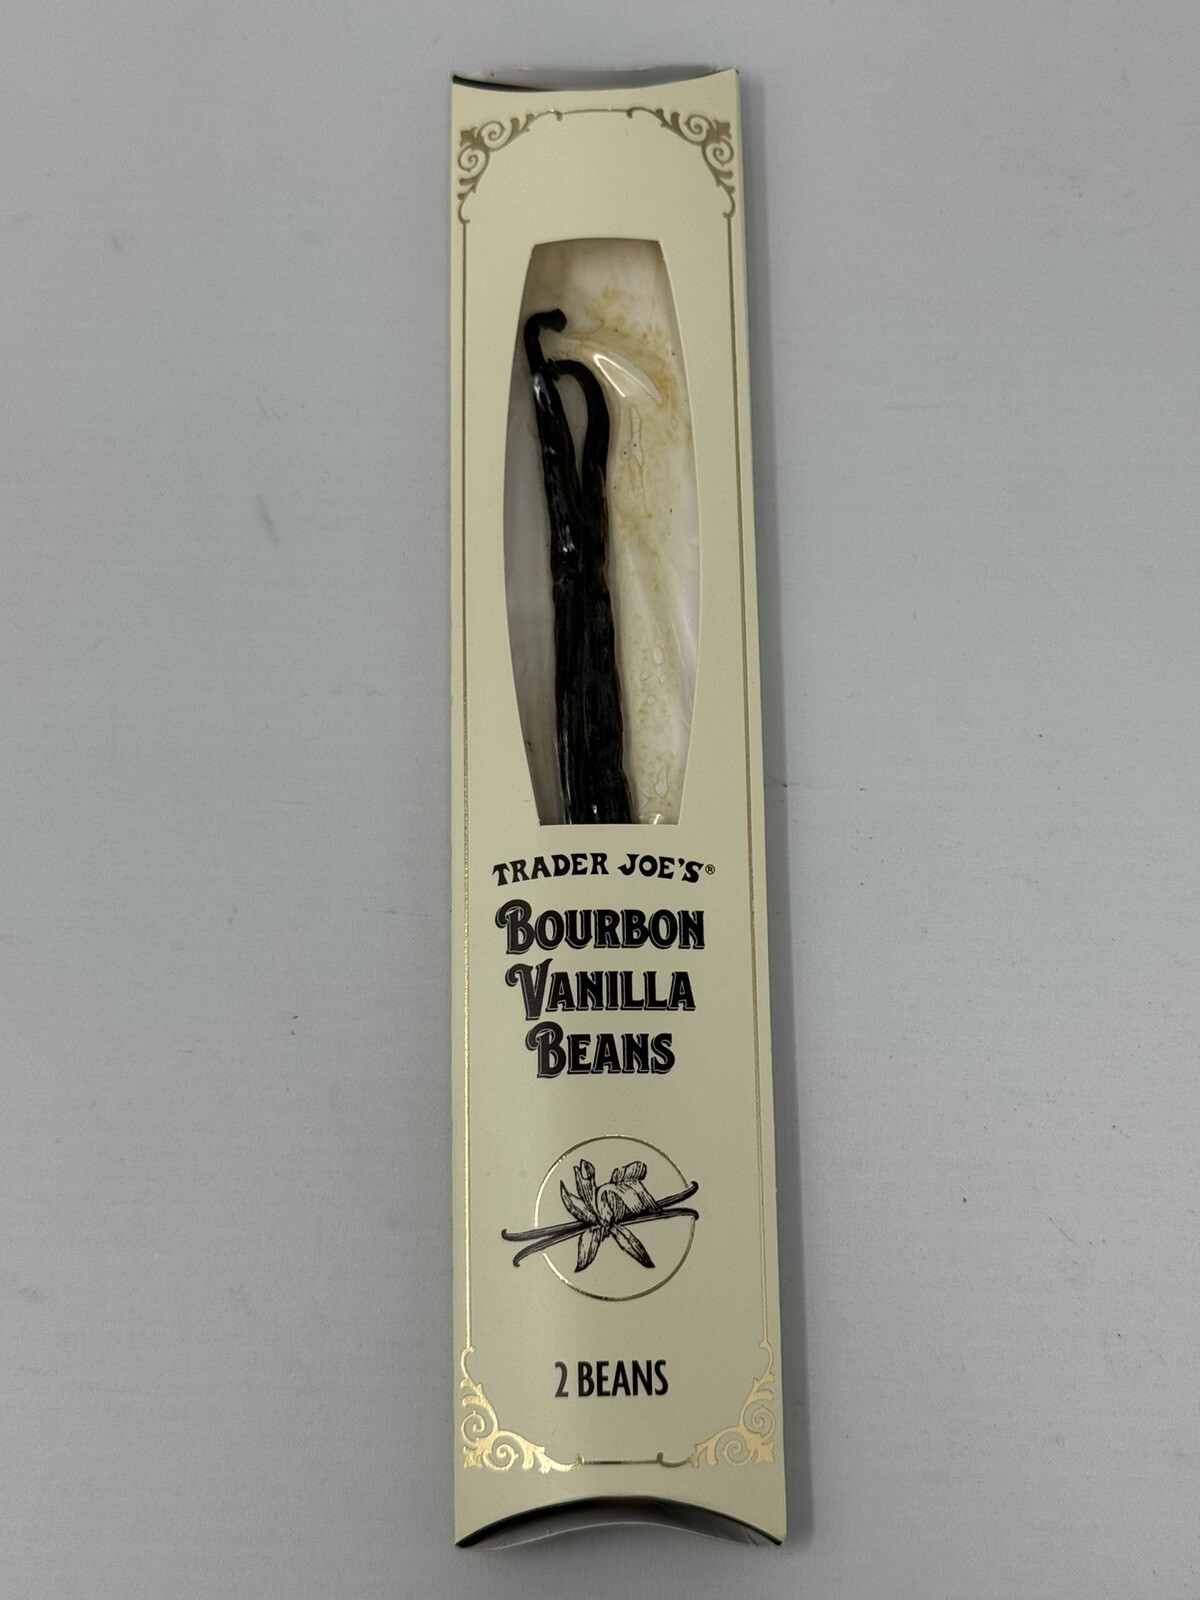 TRADER JOE'S®
BOURBON
VANILLA
BEANS
2 BEANS